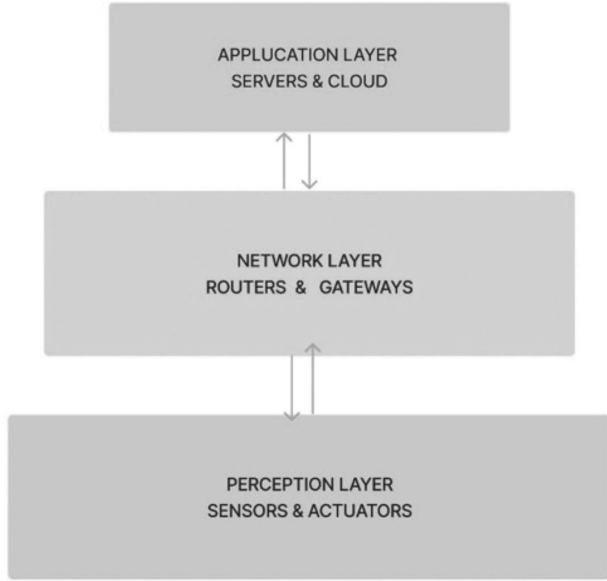 APPLUCATION LAYER
SERVERS & CLOUD
NETWORK LAYER
ROUTERS & GATEWAYS
PERCEPTION LAYER
SENSORS & ACTUATORS